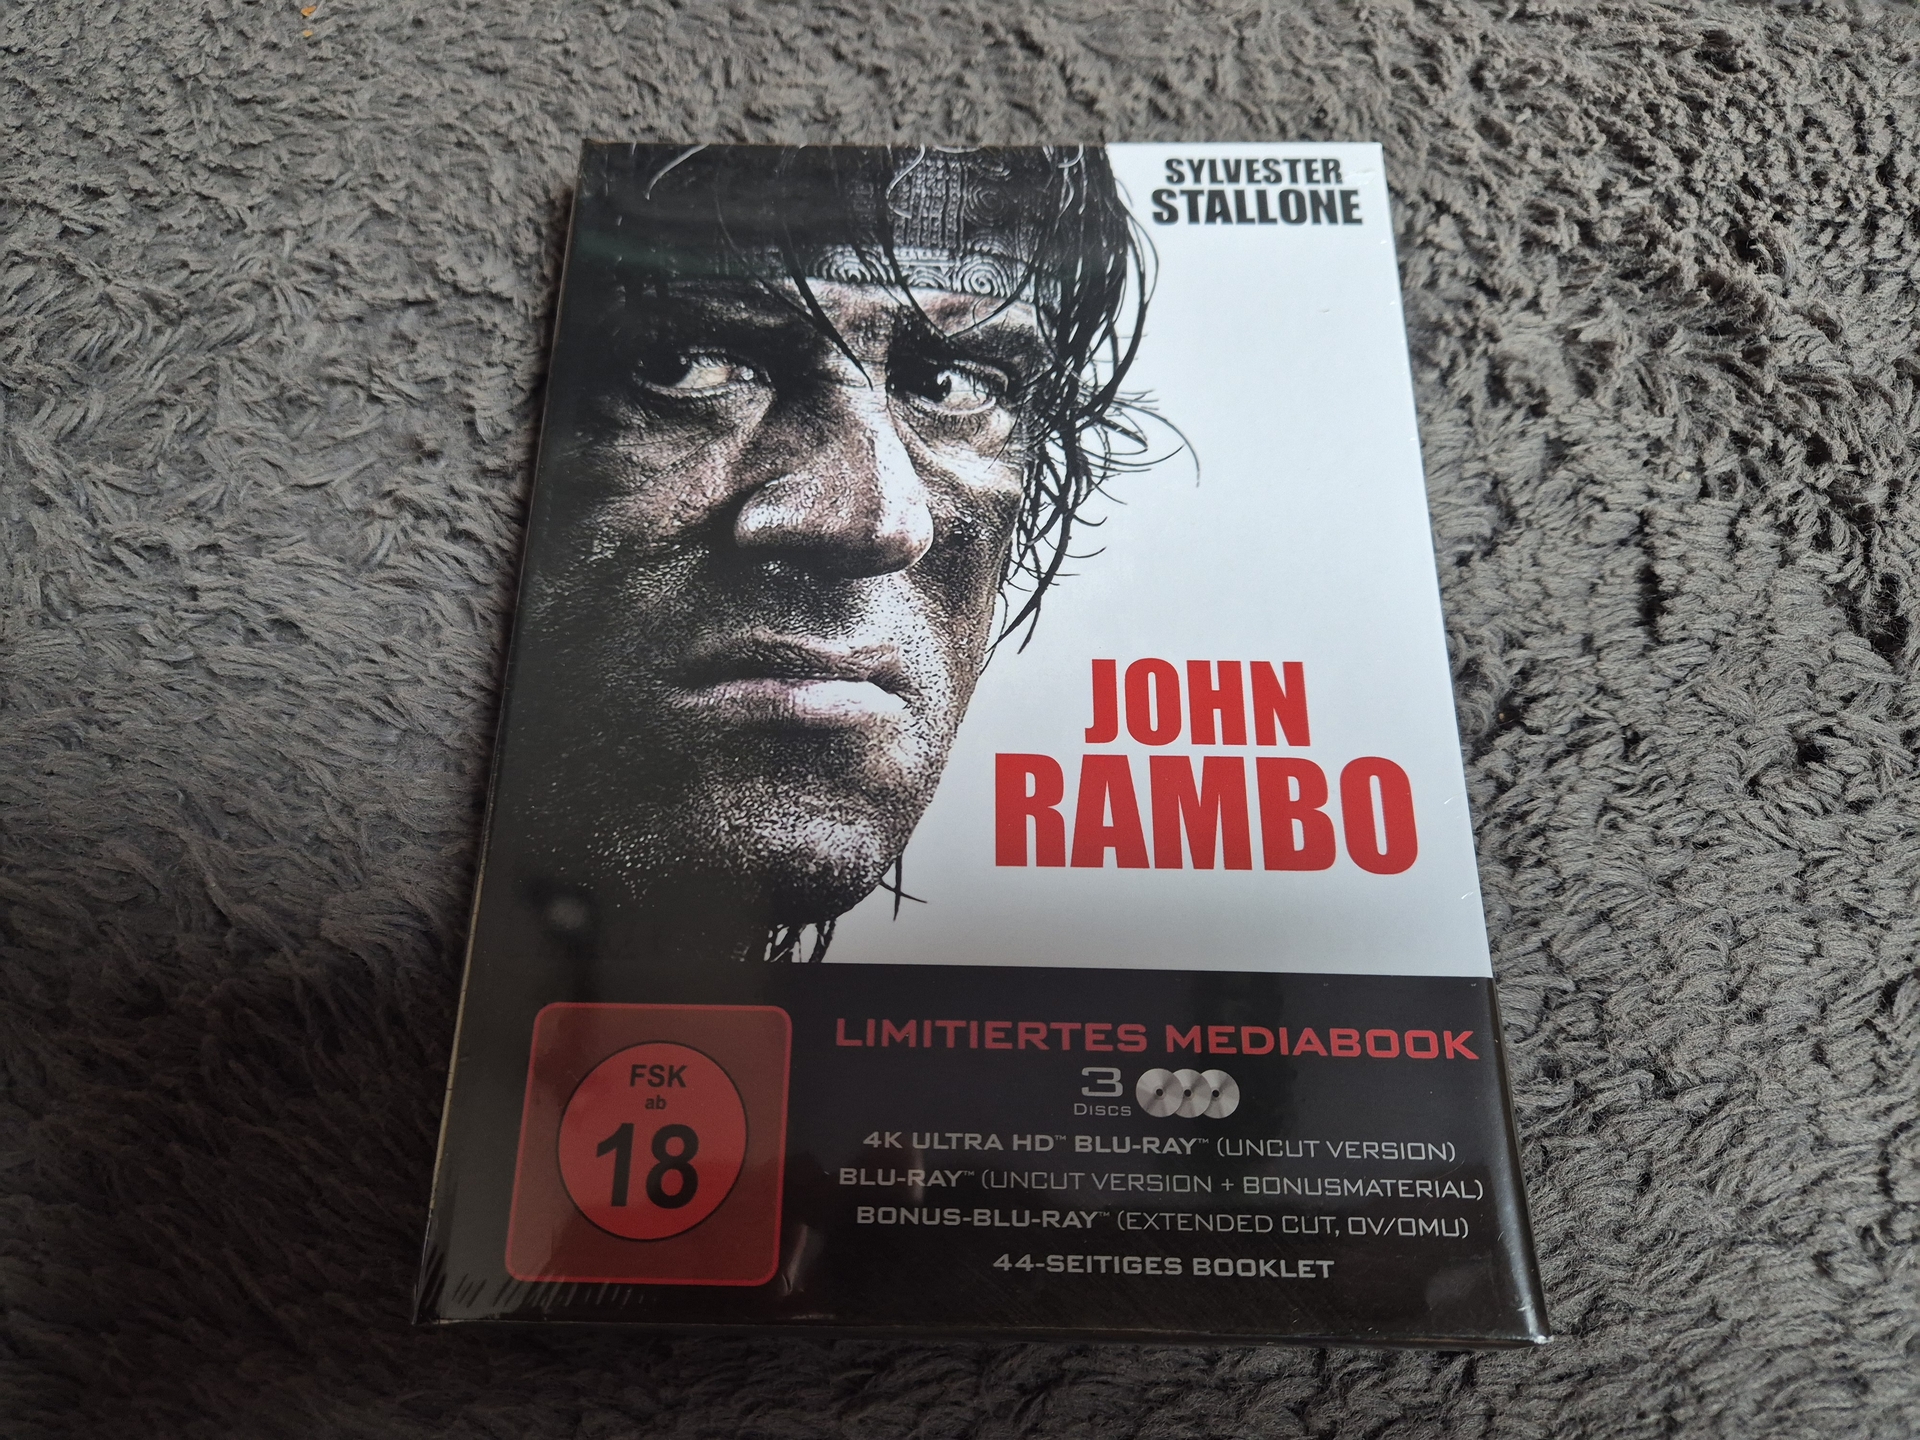 SYLVESTER
STALLONE
JOHN
RAMBO
FSK
ab
18
LIMITIERTES MEDIABOOK
3
DISCS
4K ULTRA HD™ BLU-RAY™ (UNCUT VERSION)
BLU-RAY™ (UNCUT VERSION + BONUSMATERIAL)
BONUS-BLU-RAY™ (EXTENDED CUT, OV/OMU)
44-SEITIGES BOOKLET